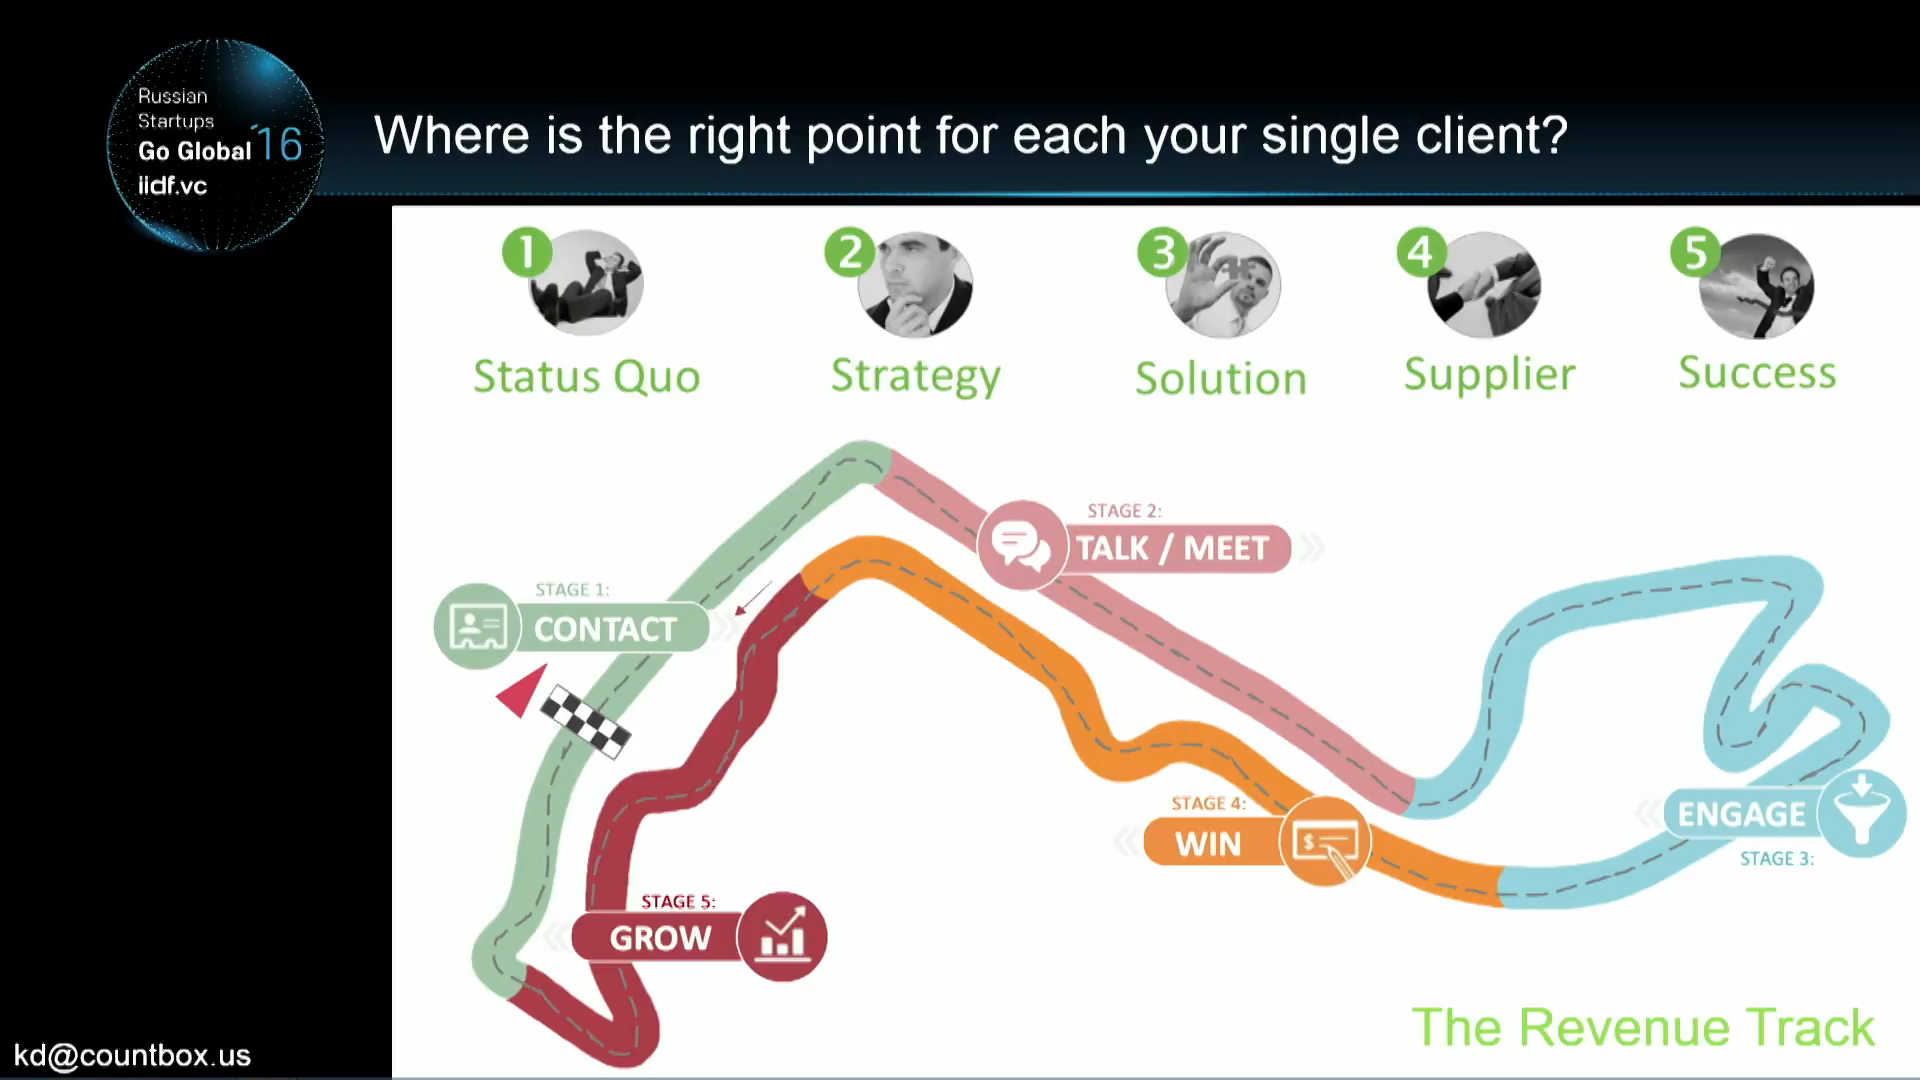 Russian
Startups
Go Global '16
iidf.vc
Where is the right point for each your single client?
1
2
3
4
5
Status Quo
Strategy
Solution
Supplier
Success
STAGE 1:
CONTACT
STAGE 2:
TALK / MEET
STAGE 4:
WIN
$
ENGAGE
STAGE 3:
STAGE 5:
GROW
The Revenue Track
kd@countbox.us